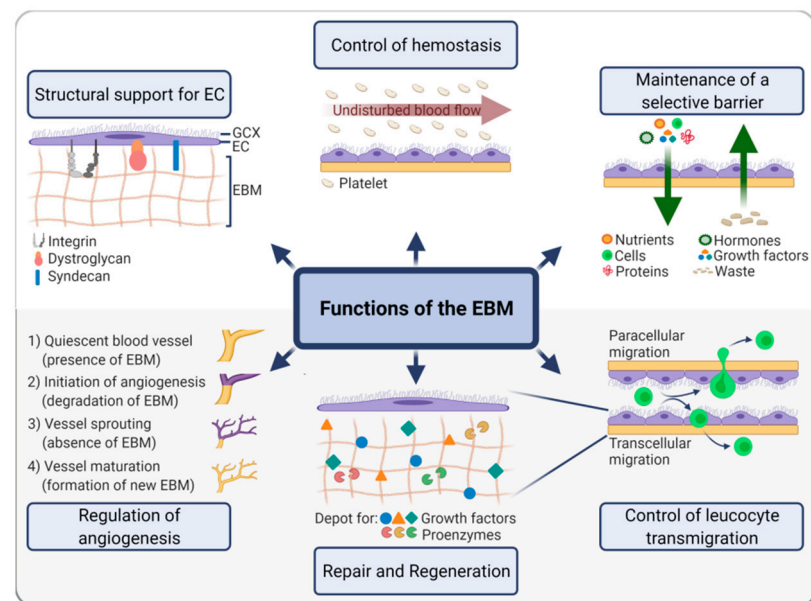 Control of hemostasis
Undisturbed blood flow
Platelet
Structural support for EC
GCX
EC
EBM
Integrin
Dystroglycan
Syndecan
Maintenance of a
selective barrier
Nutrients
Cells
Proteins
Hormones
Growth factors
Waste
Functions of the EBM
1) Quiescent blood vessel
(presence of EBM)
2) Initiation of angiogenesis
(degradation of EBM)
3) Vessel sprouting
(absence of EBM)
4) Vessel maturation
(formation of new EBM)
Regulation of
angiogenesis
Depot for:
Growth factors
Proenzymes
Repair and Regeneration
Paracellular
migration
Transcellular
migration
Control of leucocyte
transmigration